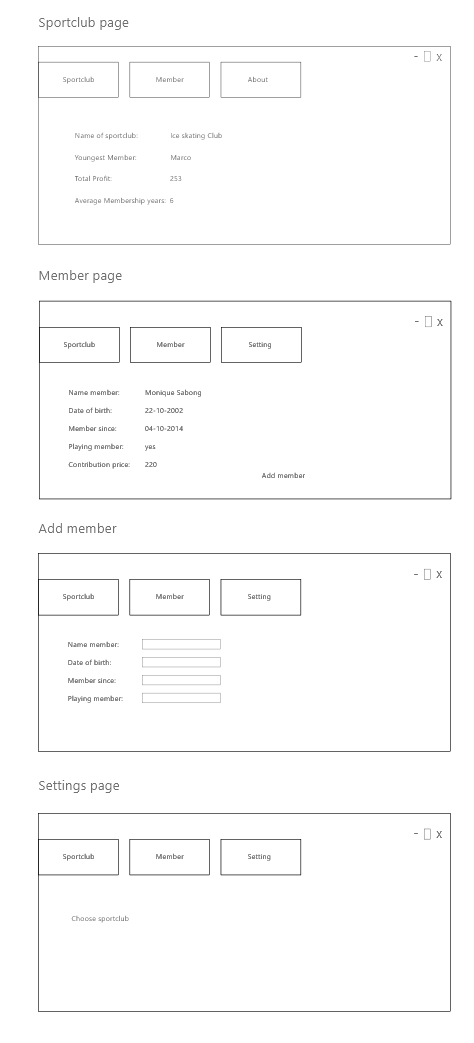 Sportclub page
- X
Sportclub Member About
Name of sportclub: Ice skating Club
Youngest Member: Marco
Total Profit: 253
Average Membership years: 6
Member page
- X
Sportclub Member Setting
Name member: Monique Sabong
Date of birth: 22-10-2002
Member since: 04-10-2014
Playing member: yes
Contribution price: 220
Add member
Add member
- X
Sportclub Member Setting
Name member:
Date of birth:
Member since:
Playing member:
Settings page
- X
Sportclub Member Setting
Choose sportclub